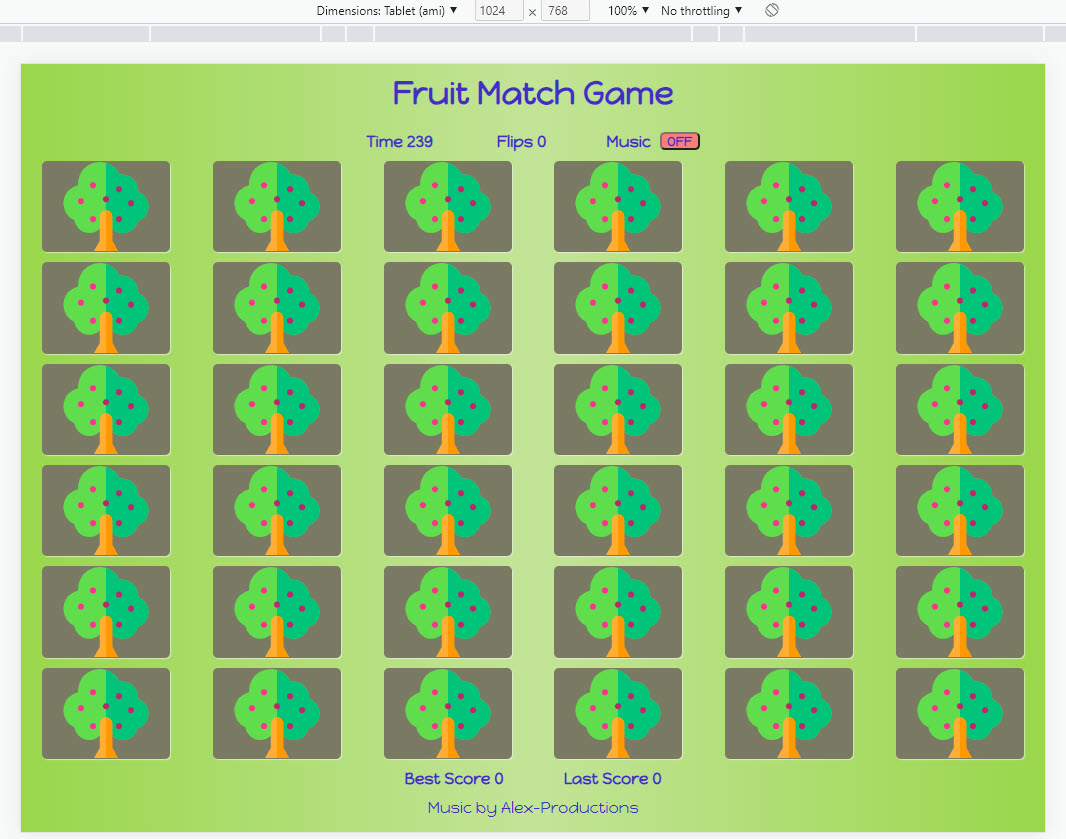 Dimensions: Tablet (ami) ▼ 1024 × 768 100% ▼ No throttling ▼
Fruit Match Game
Time 239 Flips 0 Music OFF
Best Score 0 Last Score 0
Music by Alex-Productions